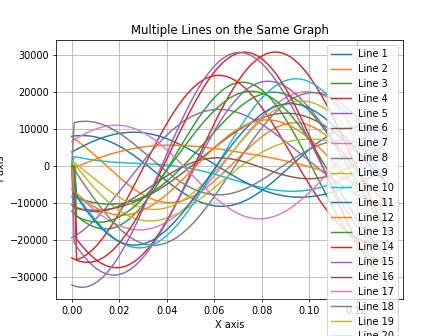 Multiple Lines on the Same Graph
30000
20000
10000
0
-10000
-20000
-30000
0.00
0.02
0.04
0.06
0.08
0.10
X axis
Line 1
Line 2
Line 3
Line 4
Line 5
Line 6
Line 7
Line 8
Line 9
Line 10
Line 11
Line 12
Line 13
Line 14
Line 15
Line 16
Line 17
Line 18
Line 19
Line 20